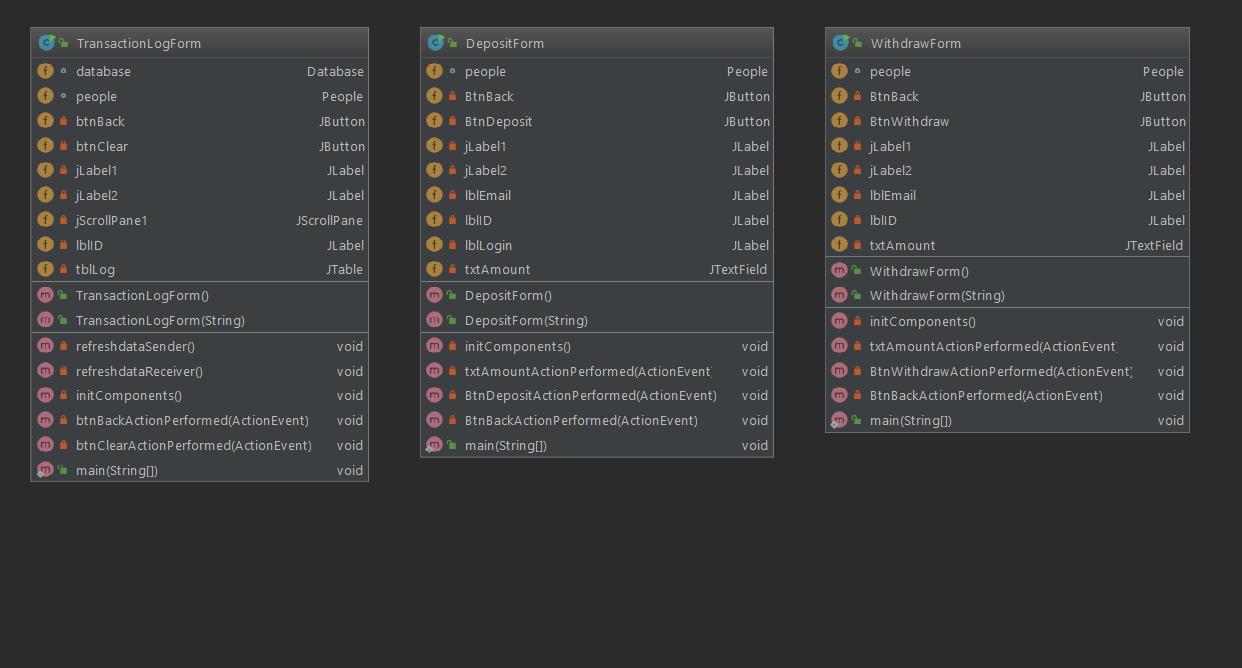 TransactionLogForm
database Database
people People
btnBack JButton
btnClear JButton
jLabel1 JLabel
jLabel2 JLabel
jScrollPane1 JScrollPane
lblID JLabel
tblLog JTable
TransactionLogForm()
TransactionLogForm(String)
refreshdataSender() void
refreshdataReceiver() void
initComponents() void
btnBackActionPerformed(ActionEvent) void
btnClearActionPerformed(ActionEvent) void
main(String[]) void
DepositForm
people People
BtnBack JButton
BtnDeposit JButton
jLabel1 JLabel
jLabel2 JLabel
lblEmail JLabel
lblID JLabel
lblLogin JLabel
txtAmount JTextField
DepositForm()
DepositForm(String)
initComponents() void
txtAmountActionPerformed(ActionEvent) void
BtnDepositActionPerformed(ActionEvent) void
BtnBackActionPerformed(ActionEvent) void
main(String[]) void
WithdrawForm
people People
BtnBack JButton
BtnWithdraw JButton
jLabel1 JLabel
jLabel2 JLabel
lblEmail JLabel
lblID JLabel
txtAmount JTextField
WithdrawForm()
WithdrawForm(String)
initComponents() void
txtAmountActionPerformed(ActionEvent) void
BtnWithdrawActionPerformed(ActionEvent) void
BtnBackActionPerformed(ActionEvent) void
main(String[]) void